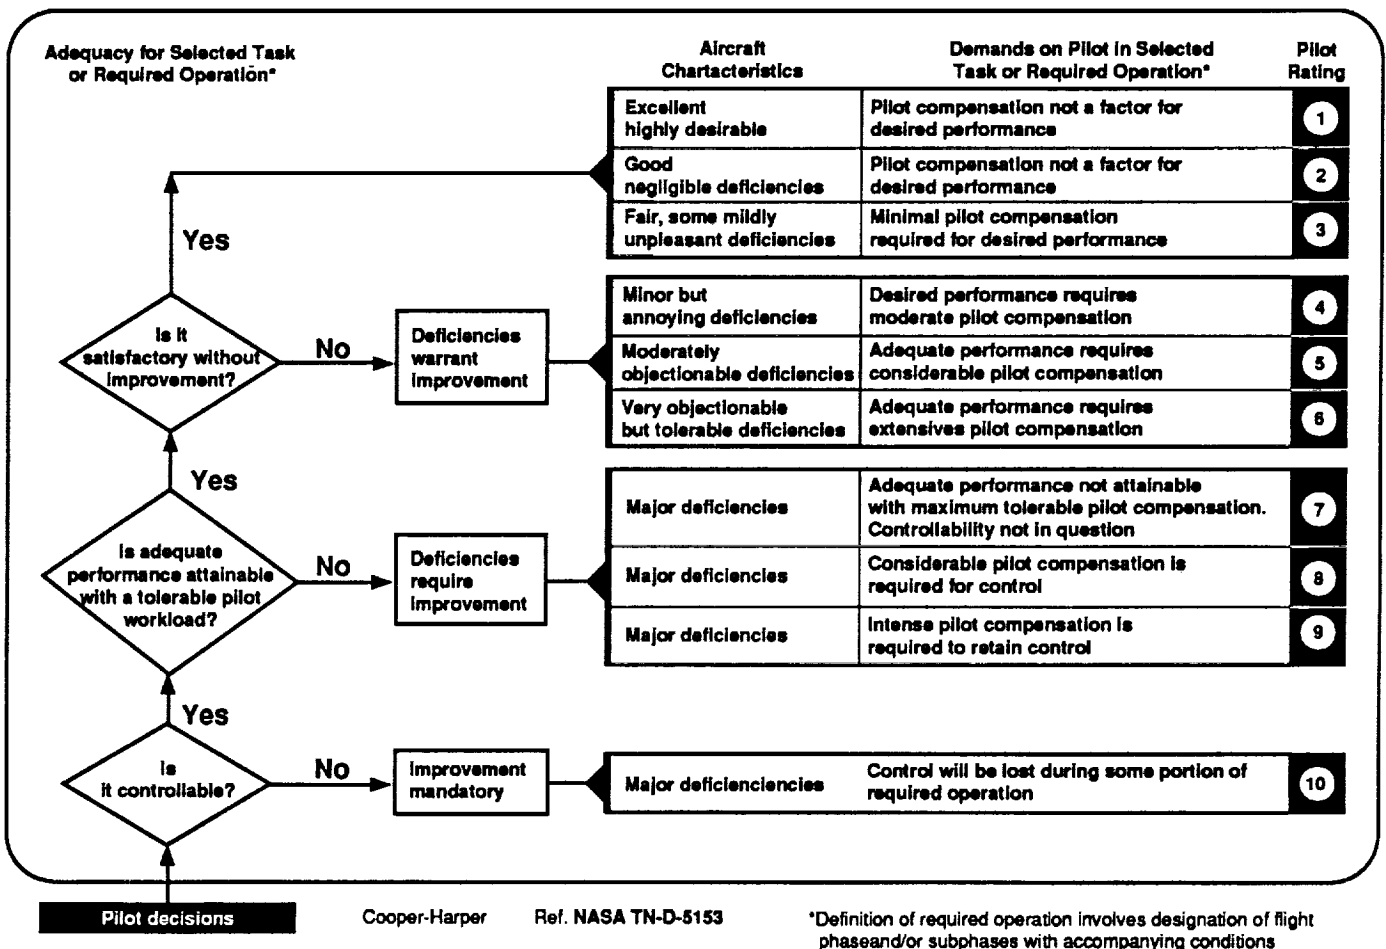 Adequacy for Selected Task
or Required Operation*
Aircraft
Chartacteristics
Demands on Pilot in Selected
Task or Required Operation*
Pilot
Rating
Excellent
highly desirable
Pilot compensation not a factor for
desired performance
1
Good
negligible deficiencies
Pilot compensation not a factor for
desired performance
2
Fair, some mildly
unpleasant deficiencies
Minimal pilot compensation
required for desired performance
3
Yes
Is it
satisfactory without
improvement?
No
Deficiencies
warrant
improvement
Minor but
annoying deficiencies
Desired performance requires
moderate pilot compensation
4
Moderately
objectionable deficiencies
Adequate performance requires
considerable pilot compensation
5
Very objectionable
but tolerable deficiencies
Adequate performance requires
extensives pilot compensation
6
Yes
Is adequate
performance attainable
with a tolerable pilot
workload?
No
Deficiencies
require
improvement
Major deficiencies
Adequate performance not attainable
with maximum tolerable pilot compensation.
Controllability not in question
7
Major deficiencies
Considerable pilot compensation is
required for control
8
Major deficiencies
Intense pilot compensation is
required to retain control
9
Yes
Is
it controllable?
No
Improvement
mandatory
Major deficienciencies
Control will be lost during some portion of
required operation
10
Pilot decisions
Cooper-Harper
Ref. NASA TN-D-5153
*Definition of required operation involves designation of flight
phaseand/or subphases with accompanying conditions